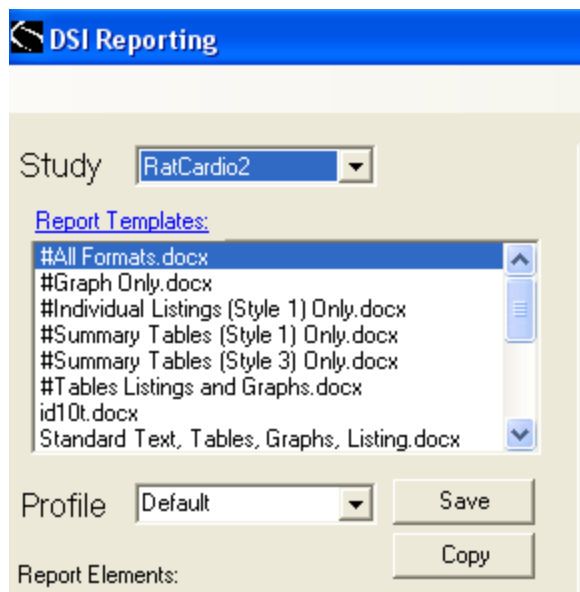 DSI Reporting
Study RatCardio2
Report Templates:
#All Formats.docx
#Graph Only.docx
#Individual Listings (Style 1) Only.docx
#Summary Tables (Style 1) Only.docx
#Summary Tables (Style 3) Only.docx
#Tables Listings and Graphs.docx
id10t.docx
Standard Text, Tables, Graphs, Listing.docx
Profile Default Save
Copy
Report Elements: